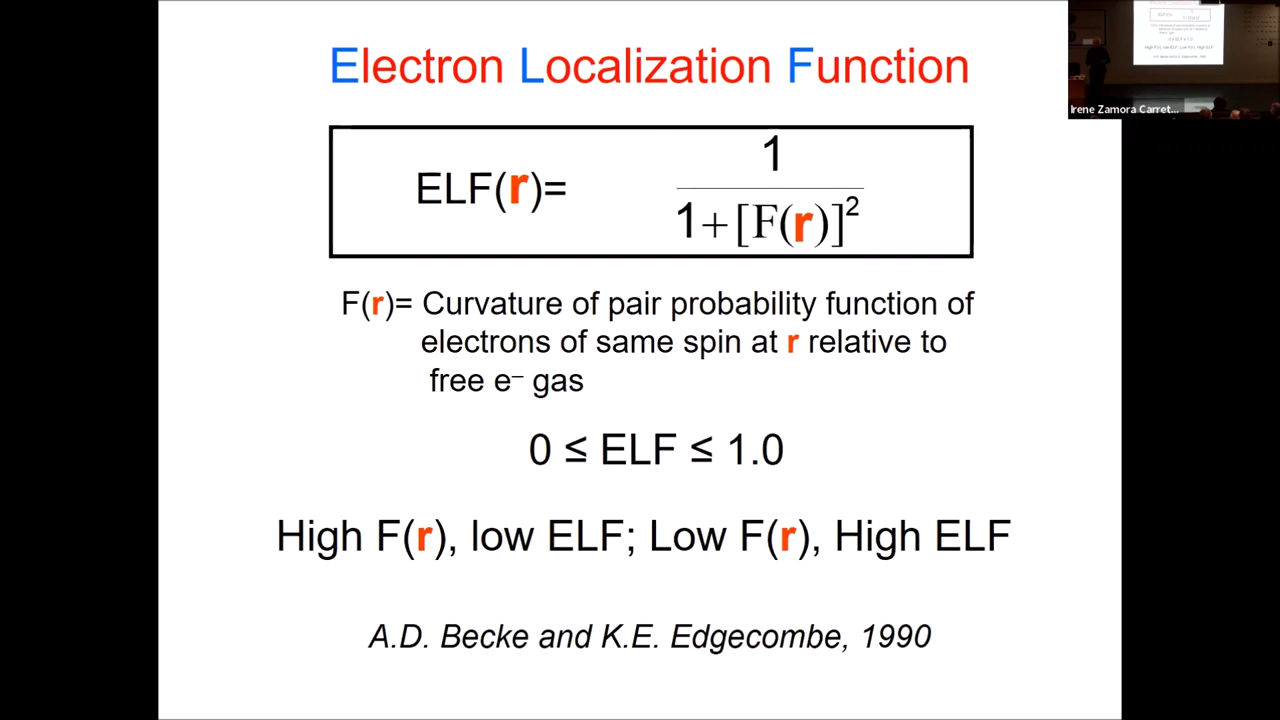 Electron Localization Function
ELF(r)= 1 / 1+[F(r)]²
F(r)= Curvature of pair probability function of
electrons of same spin at r relative to
free e⁻ gas
0 ≤ ELF ≤ 1.0
High F(r), low ELF; Low F(r), High ELF
A.D. Becke and K.E. Edgecombe, 1990
Irene Zamora Carret...